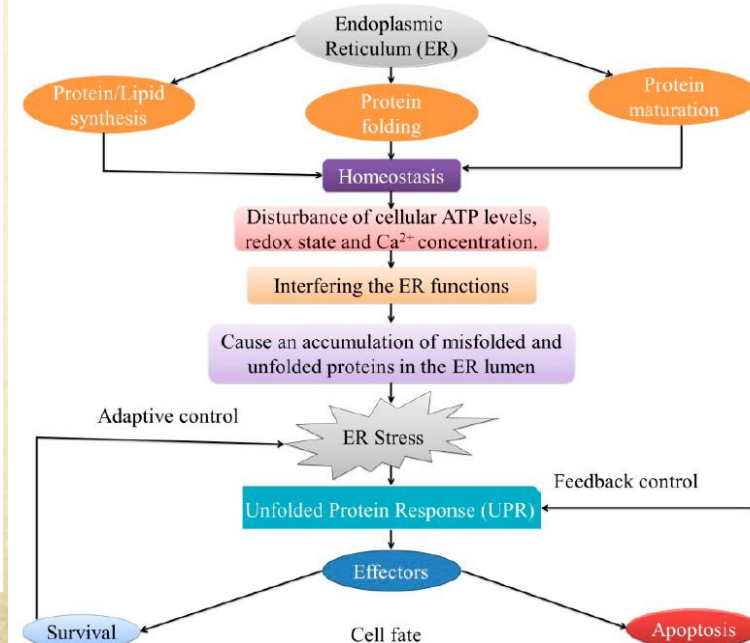 Endoplasmic
Reticulum (ER)
Protein/Lipid
synthesis
Protein
folding
Protein
maturation
Homeostasis
Disturbance of cellular ATP levels,
redox state and Ca²⁺ concentration.
Interfering the ER functions
Cause an accumulation of misfolded and
unfolded proteins in the ER lumen
Adaptive control
ER Stress
Feedback control
Unfolded Protein Response (UPR)
Effectors
Survival
Cell fate
Apoptosis